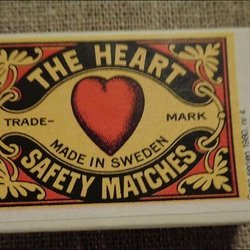 THE HEART
TRADE- MARK
MADE IN SWEDEN
SAFETY MATCHES